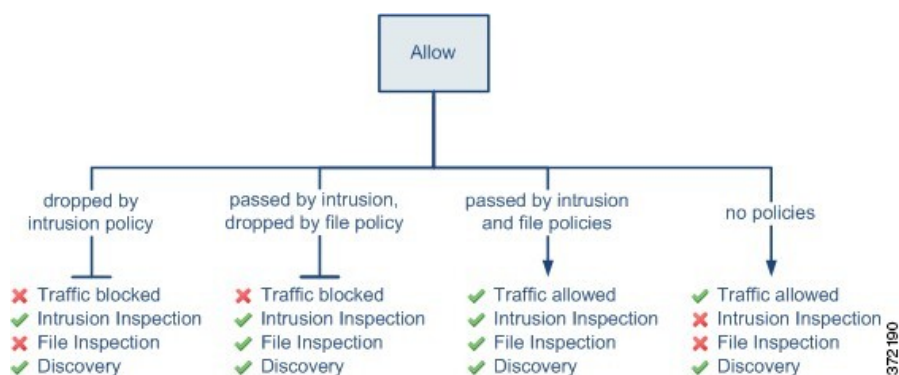 Allow
dropped by
intrusion policy
passed by intrusion,
dropped by file policy
passed by intrusion
and file policies
no policies
Traffic blocked
Intrusion Inspection
File Inspection
Discovery
Traffic blocked
Intrusion Inspection
File Inspection
Discovery
Traffic allowed
Intrusion Inspection
File Inspection
Discovery
Traffic allowed
Intrusion Inspection
File Inspection
Discovery
372190